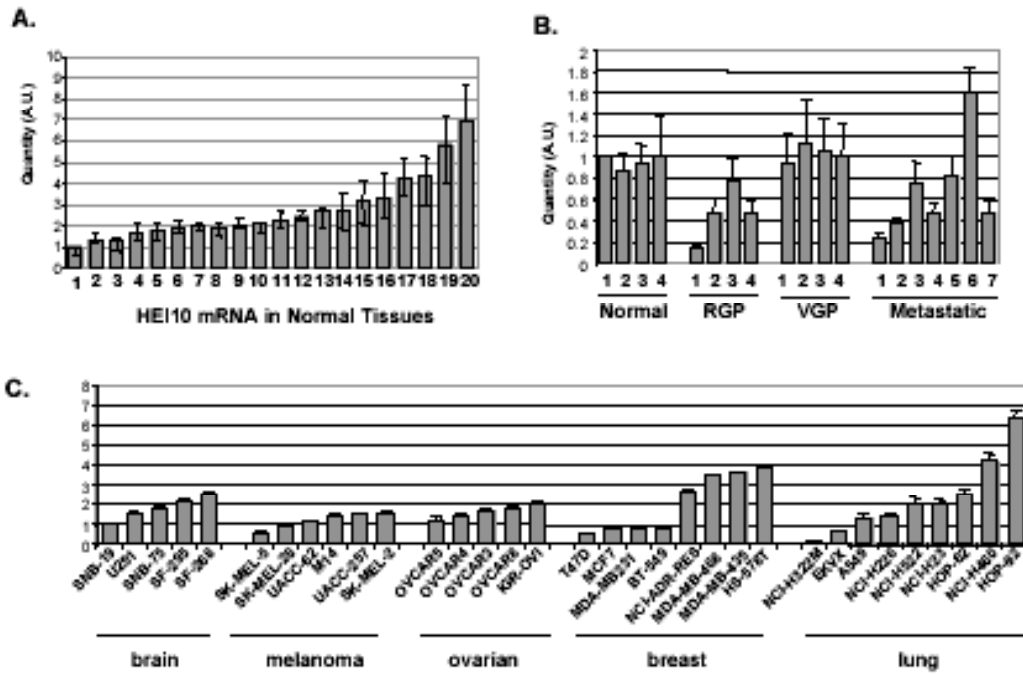 A.
Quantity (A.U.)
10
9
8
7
6
5
4
3
2
1
0
1 2 3 4 5 6 7 8 9 10 11 12 13 14 15 16 17 18 19 20
HEI10 mRNA in Normal Tissues
B.
Quantity (A.U.)
2
1.8
1.6
1.4
1.2
1
0.8
0.6
0.4
0.2
0
1 2 3 4 1 2 3 4 1 2 3 4 1 2 3 4 5 6 7
Normal RGP VGP Metastatic
C.
8
7
6
5
4
3
2
1
0
SNB-19 U251 SNB-75 SF-295 SF-268 SK-MEL-5 SK-MEL-28 UACC-62 M14 UACC-257 SK-MEL-2 OVCAR5 OVCAR4 OVCAR3 OVCAR8 IGR-OV1 T47D MCF7 MDA-MB231 BT-549 NCI-ADR-RES MDA-MB-435 HS-578T NCI-H322M EKVX A549 NCI-H226 NCI-H23 HOP-62 NCI-H460 HOP-92
brain melanoma ovarian breast lung